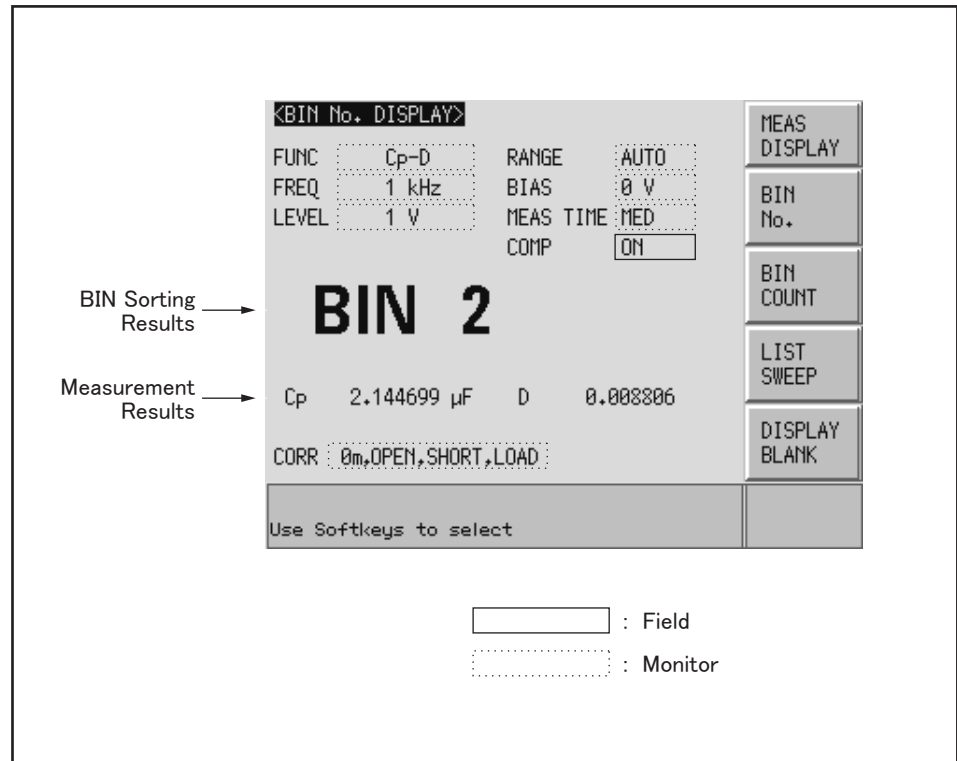 <BIN No. DISPLAY>
FUNC Cp-D RANGE AUTO
FREQ 1 kHz BIAS 0 V
LEVEL 1 V MEAS TIME MED
COMP ON
BIN Sorting
Results
BIN 2
Measurement
Results
Cp 2.144699 µF D 0.008806
CORR 0m,OPEN,SHORT,LOAD
Use Softkeys to select
MEAS
DISPLAY
BIN
No.
BIN
COUNT
LIST
SWEEP
DISPLAY
BLANK
: Field
: Monitor